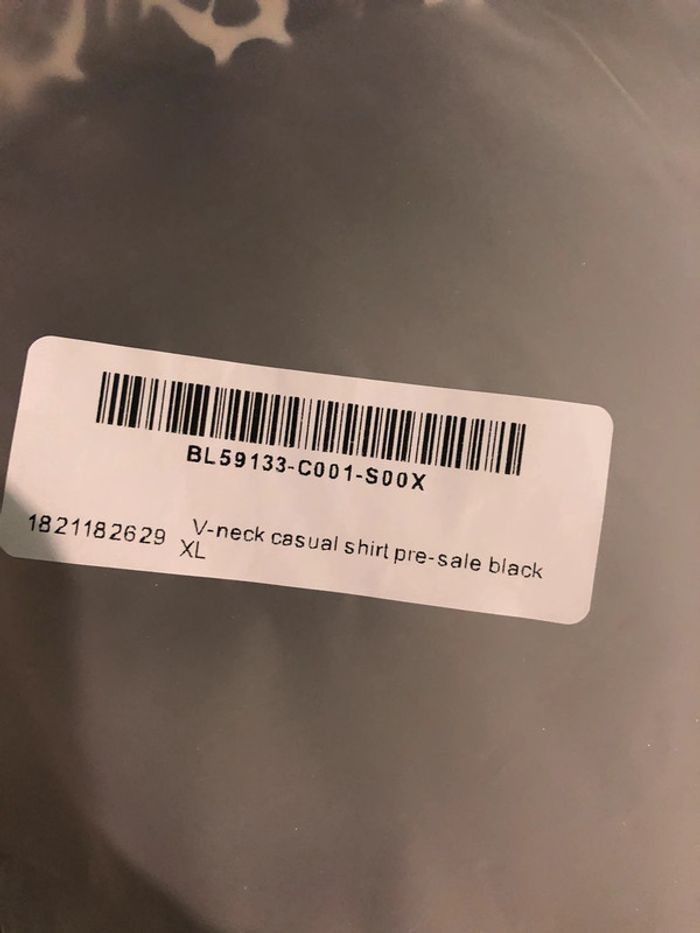 BL59133-C001-S00X
1821182629 V-neck casual shirt pre-sale black
XL